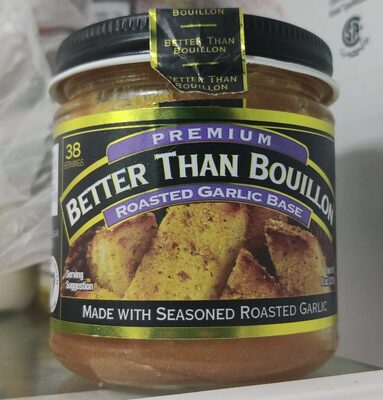 BOUILLON
BETTER THAN
BOUILLON
BETTER THAN
BOUILLON
38
SERVINGS
PREMIUM
BETTER THAN BOUILLON
ROASTED GARLIC BASE
Serving
Suggestion
MADE WITH SEASONED ROASTED GARLIC